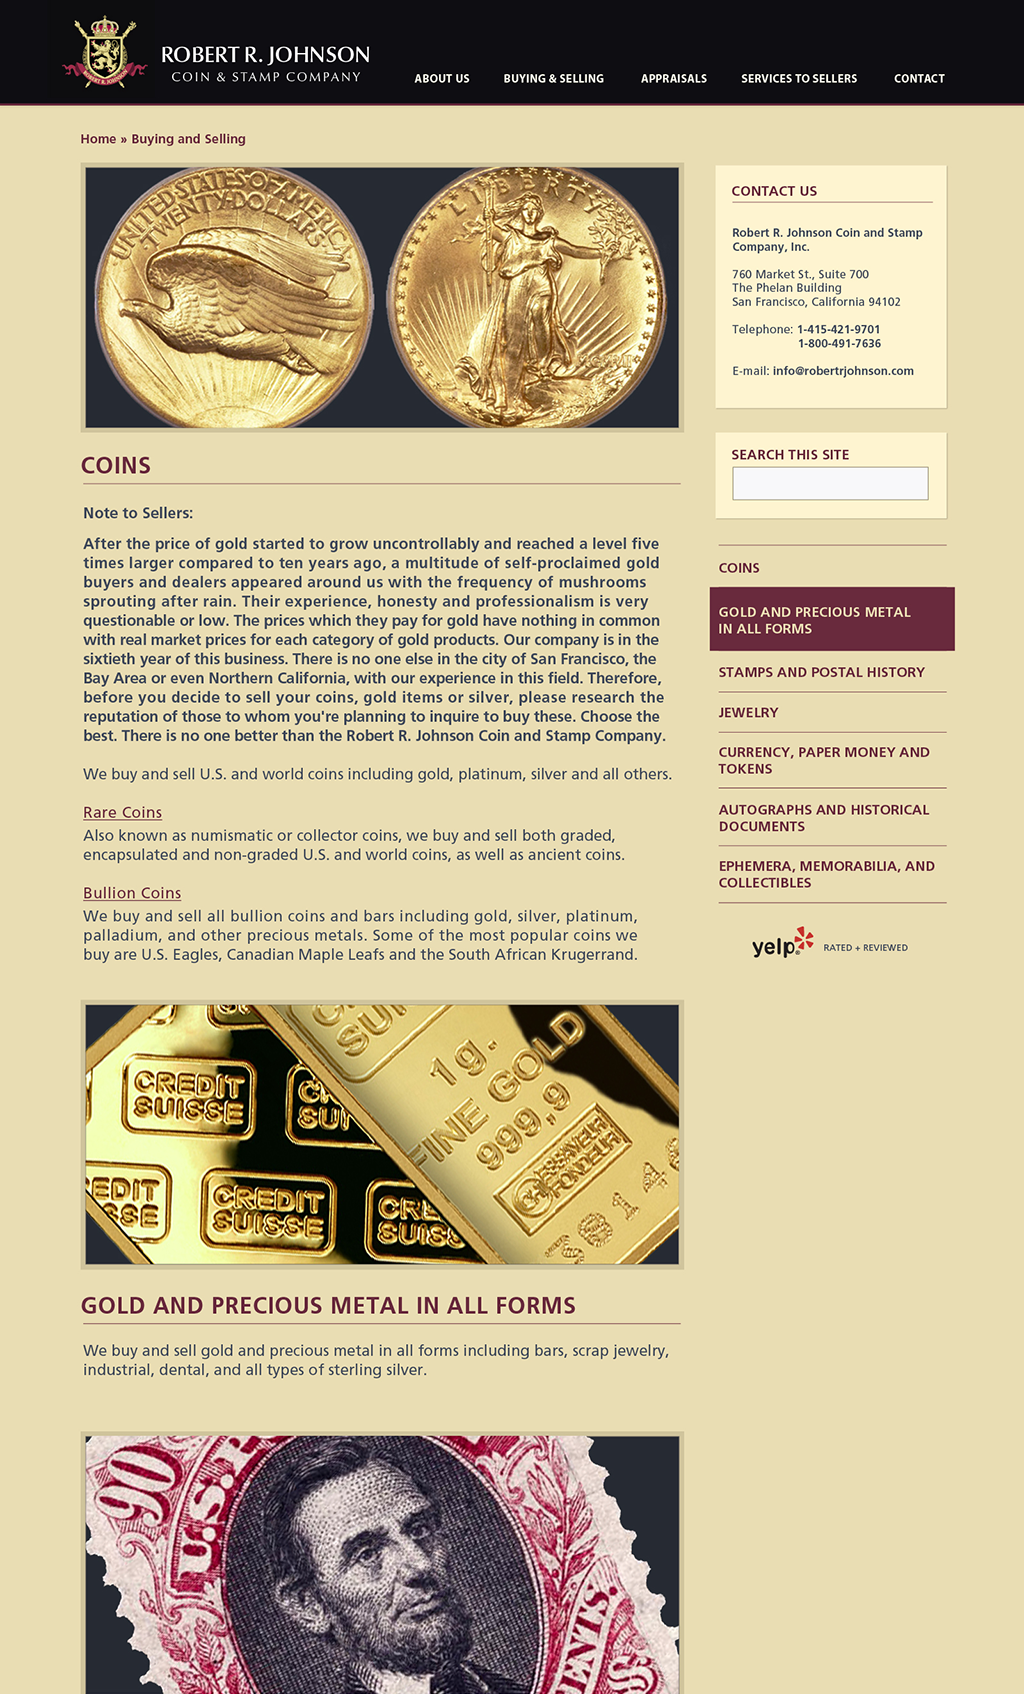 ROBERT R. JOHNSON
ROBERT R. JOHNSON
COIN & STAMP COMPANY
ABOUT US
BUYING & SELLING
APPRAISALS
SERVICES TO SELLERS
CONTACT
Home » Buying and Selling
UNITED·STATES·OF·AMERICA
·TWENTY·DOLLARS·
LIBERTY
COINS
Note to Sellers:
After the price of gold started to grow uncontrollably and reached a level five
times larger compared to ten years ago, a multitude of self-proclaimed gold
buyers and dealers appeared around us with the frequency of mushrooms
sprouting after rain. Their experience, honesty and professionalism is very
questionable or low. The prices which they pay for gold have nothing in common
with real market prices for each category of gold products. Our company is in the
sixtieth year of this business. There is no one else in the city of San Francisco, the
Bay Area or even Northern California, with our experience in this field. Therefore,
before you decide to sell your coins, gold items or silver, please research the
reputation of those to whom you're planning to inquire to buy these. Choose the
best. There is no one better than the Robert R. Johnson Coin and Stamp Company.
We buy and sell U.S. and world coins including gold, platinum, silver and all others.
Rare Coins
Also known as numismatic or collector coins, we buy and sell both graded,
encapsulated and non-graded U.S. and world coins, as well as ancient coins.
Bullion Coins
We buy and sell all bullion coins and bars including gold, silver, platinum,
palladium, and other precious metals. Some of the most popular coins we
buy are U.S. Eagles, Canadian Maple Leafs and the South African Krugerrand.
CREDIT
SUISSE
CREDIT
SUISSE
EDIT
SSE
1g.
FINE GOLD
999,9
ESSAYEUR
FONDEUR
GOLD AND PRECIOUS METAL IN ALL FORMS
We buy and sell gold and precious metal in all forms including bars, scrap jewelry,
industrial, dental, and all types of sterling silver.
90
U.S.
CENTS.
CONTACT US
Robert R. Johnson Coin and Stamp
Company, Inc.
760 Market St., Suite 700
The Phelan Building
San Francisco, California 94102
Telephone: 1-415-421-9701
1-800-491-7636
E-mail: info@robertrjohnson.com
SEARCH THIS SITE
COINS
GOLD AND PRECIOUS METAL
IN ALL FORMS
STAMPS AND POSTAL HISTORY
JEWELRY
CURRENCY, PAPER MONEY AND
TOKENS
AUTOGRAPHS AND HISTORICAL
DOCUMENTS
EPHEMERA, MEMORABILIA, AND
COLLECTIBLES
yelp
RATED + REVIEWED